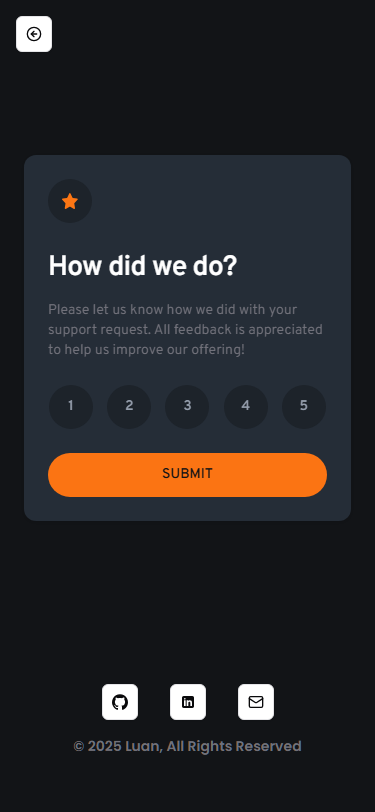 How did we do?
Please let us know how we did with your
support request. All feedback is appreciated
to help us improve our offering!
1 2 3 4 5
SUBMIT
© 2025 Luan, All Rights Reserved